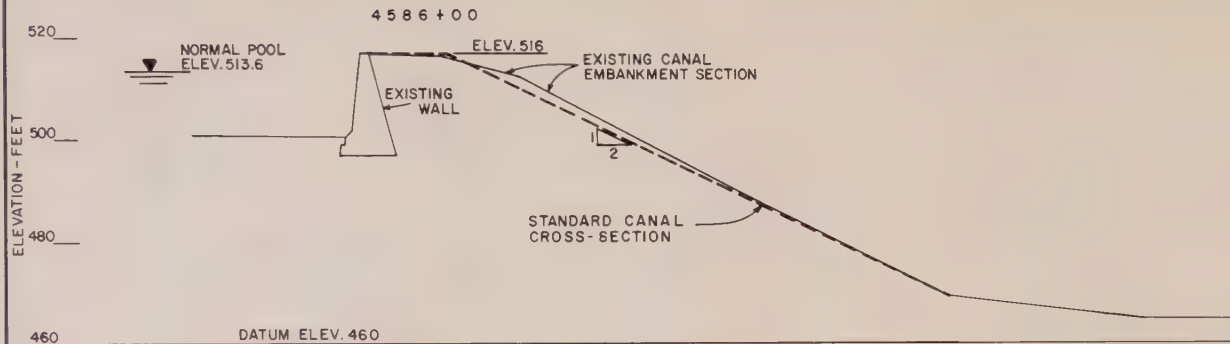 4586+00
520
NORMAL POOL
ELEV. 513.6
ELEV. 516
EXISTING CANAL
EMBANKMENT SECTION
EXISTING
WALL
ELEVATION - FEET
500
1
2
STANDARD CANAL
CROSS-SECTION
480
460
DATUM ELEV. 460